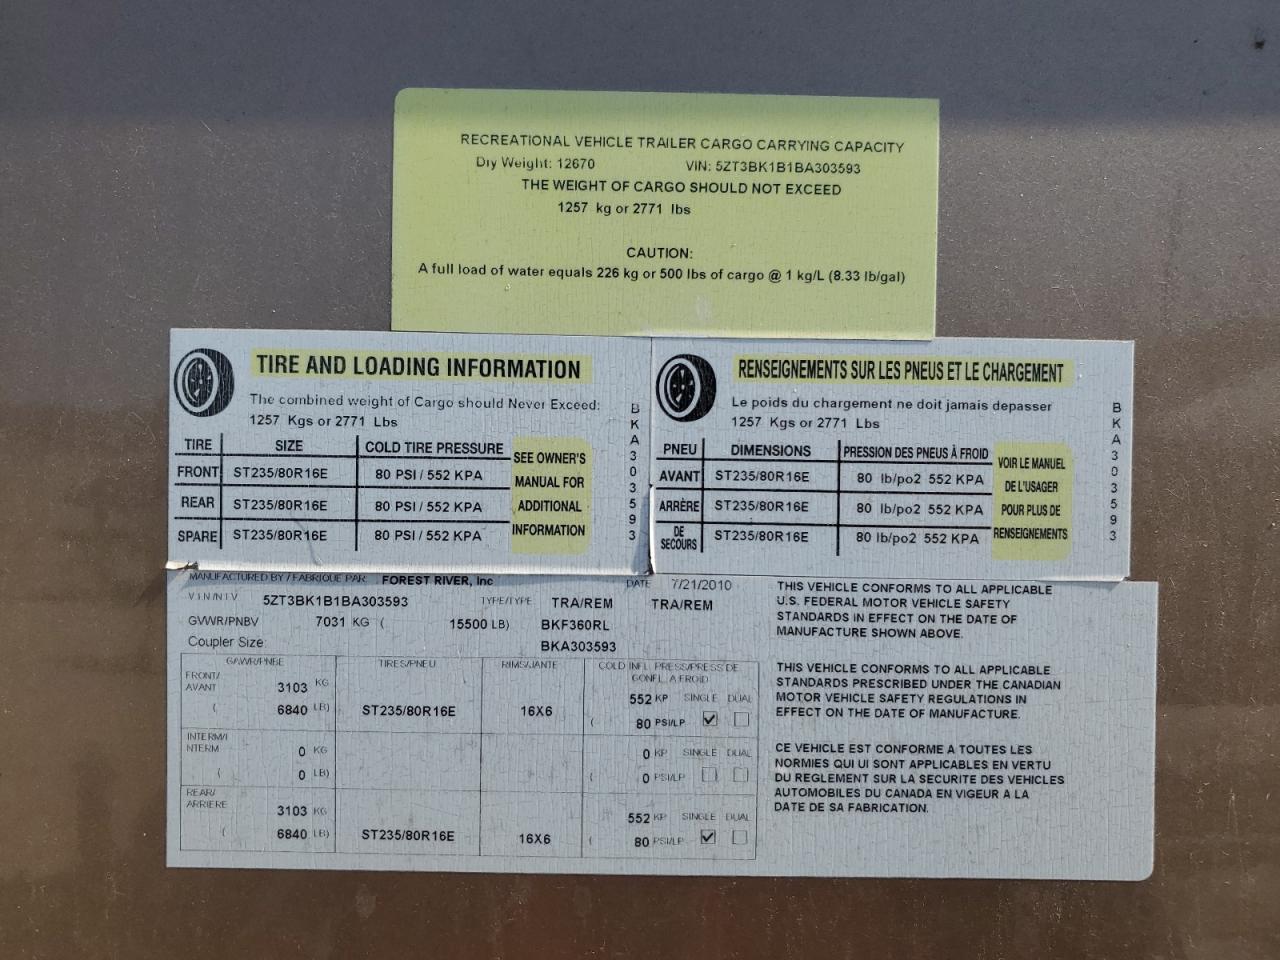 RECREATIONAL VEHICLE TRAILER CARGO CARRYING CAPACITY
Dry Weight: 12670 VIN: 5ZT3BK1B1BA303593
THE WEIGHT OF CARGO SHOULD NOT EXCEED
1257 kg or 2771 lbs
CAUTION:
A full load of water equals 226 kg or 500 lbs of cargo @ 1 kg/L (8.33 lb/gal)
TIRE AND LOADING INFORMATION
The combined weight of Cargo should Never Exceed:
1257 Kgs or 2771 Lbs
TIRE SIZE COLD TIRE PRESSURE
FRONT ST235/80R16E 80 PSI / 552 KPA
REAR ST235/80R16E 80 PSI / 552 KPA
SPARE ST235/80R16E 80 PSI / 552 KPA
SEE OWNER'S
MANUAL FOR
ADDITIONAL
INFORMATION
BKA303593
RENSEIGNEMENTS SUR LES PNEUS ET LE CHARGEMENT
Le poids du chargement ne doit jamais depasser
1257 Kgs or 2771 Lbs
PNEU DIMENSIONS PRESSION DES PNEUS À FROID
AVANT ST235/80R16E 80 lb/po2 552 KPA
ARRIÈRE ST235/80R16E 80 lb/po2 552 KPA
DE SECOURS ST235/80R16E 80 lb/po2 552 KPA
VOIR LE MANUEL
DE L'USAGER
POUR PLUS DE
RENSEIGNEMENTS
BKA303593
MANUFACTURED BY / FABRIQUE PAR: FOREST RIVER, Inc DATE 7/21/2010
VIN/NIV 5ZT3BK1B1BA303593 TYPE/TYPE TRA/REM TRA/REM
GVWR/PNBV 7031 KG ( 15500 LB) BKF360RL
Coupler Size: BKA303593
GAWR/PNBE TIRES/PNEU RIMS/JANTE COLD INFL. PRESS/PRESS DE
GONFL. A FROID
FRONT/
AVANT 3103 KG 552 KP SINGLE DUAL
( 6840 LB) ST235/80R16E 16X6 ( 80 PSI/LP
INTERM/I
NTERM 0 KG 0 KP SINGLE DUAL
( 0 LB) ( 0 PSI/LP
REAR/
ARRIERE 3103 KG 552 KP SINGLE DUAL
( 6840 LB) ST235/80R16E 16X6 ( 80 PSI/LP
THIS VEHICLE CONFORMS TO ALL APPLICABLE
U.S. FEDERAL MOTOR VEHICLE SAFETY
STANDARDS IN EFFECT ON THE DATE OF
MANUFACTURE SHOWN ABOVE.
THIS VEHICLE CONFORMS TO ALL APPLICABLE
STANDARDS PRESCRIBED UNDER THE CANADIAN
MOTOR VEHICLE SAFETY REGULATIONS IN
EFFECT ON THE DATE OF MANUFACTURE.
CE VEHICLE EST CONFORME A TOUTES LES
NORMIES QUI UI SONT APPLICABLES EN VERTU
DU REGLEMENT SUR LA SECURITE DES VEHICLES
AUTOMOBILES DU CANADA EN VIGEUR A LA
DATE DE SA FABRICATION.